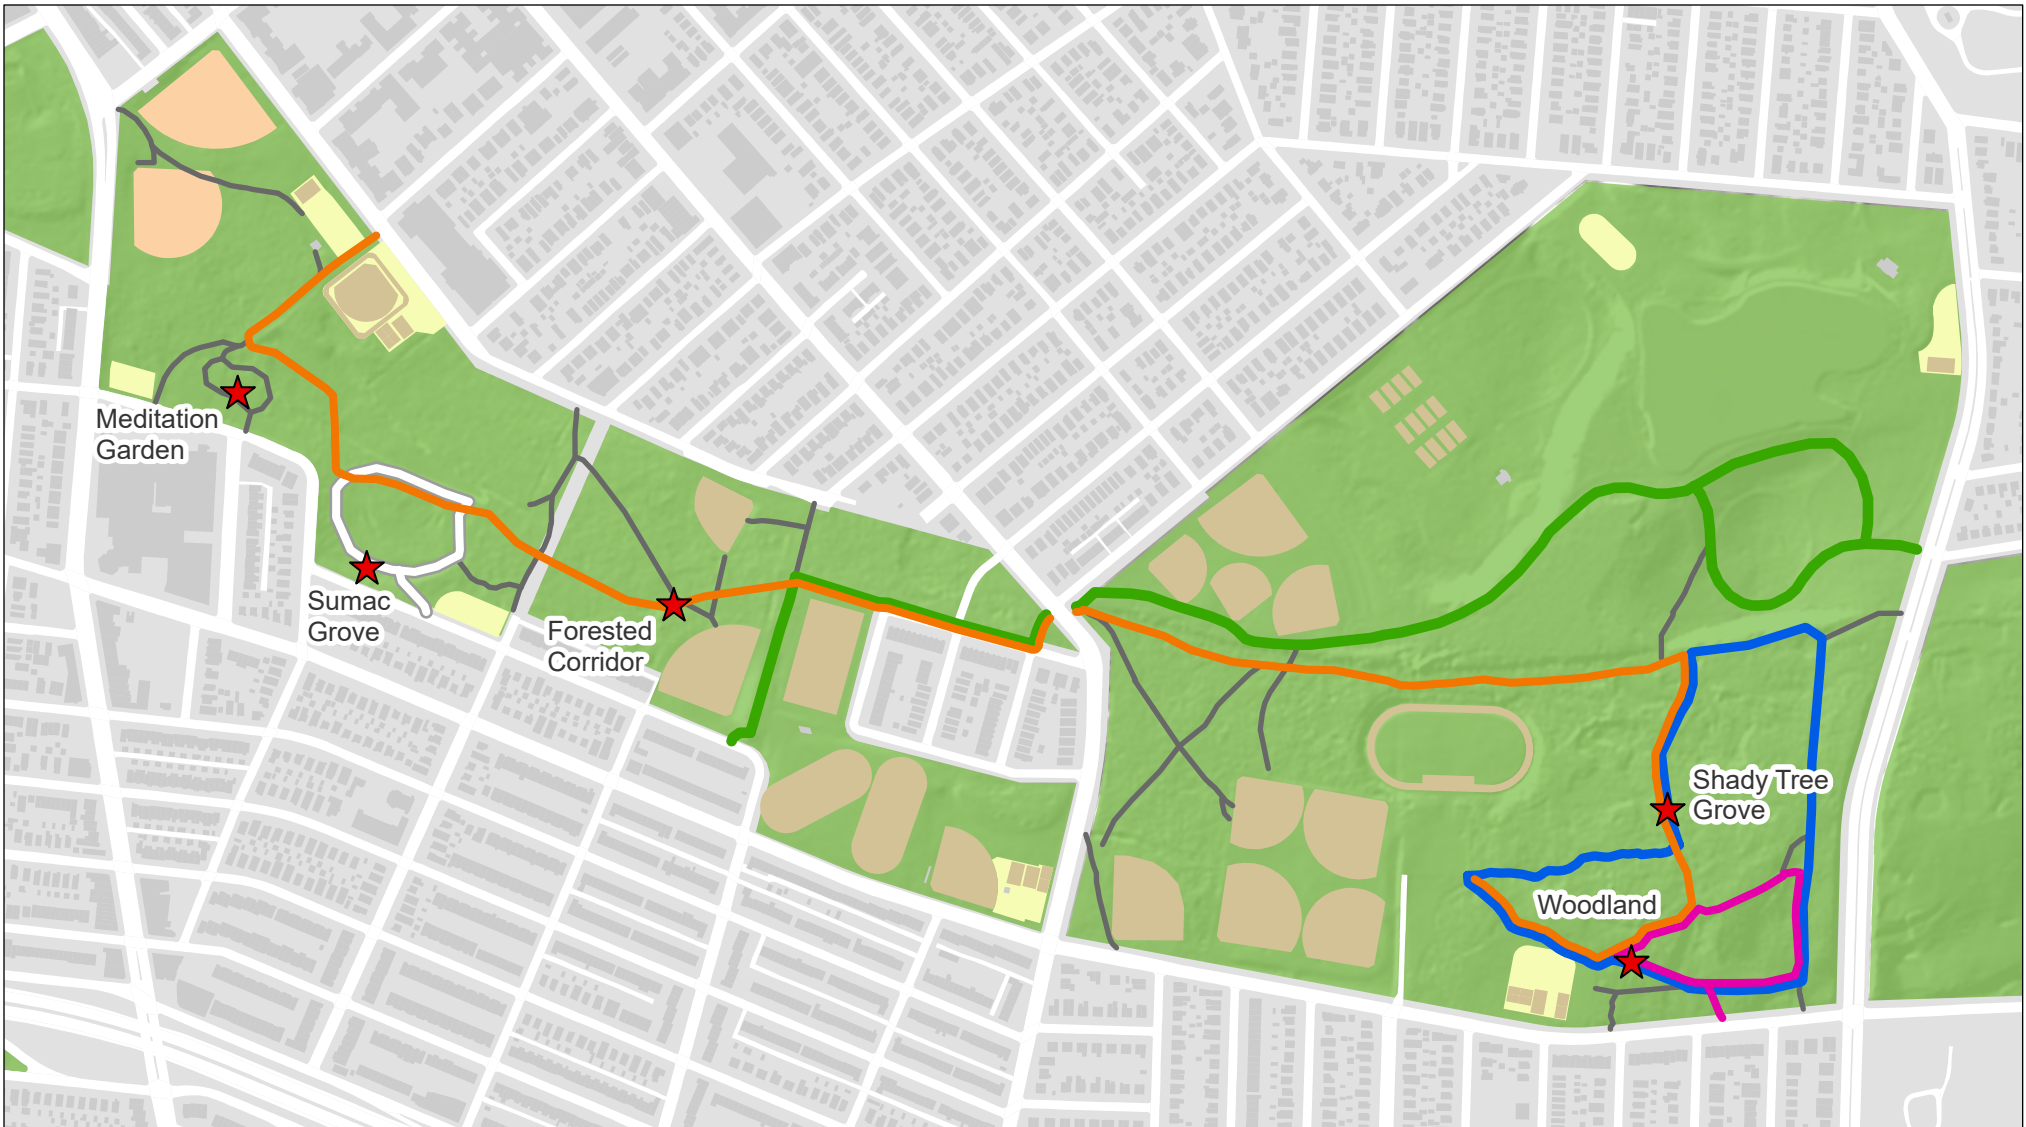 Meditation
Garden
Sumac
Grove
Forested
Corridor
Shady Tree
Grove
Woodland